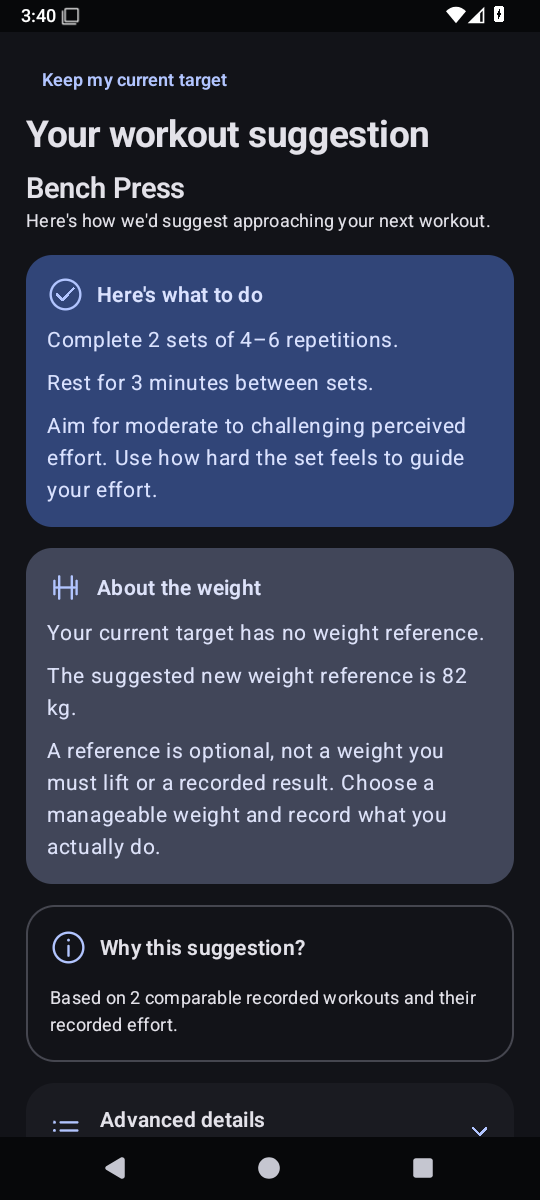 3:40
Keep my current target
Your workout suggestion
Bench Press
Here's how we'd suggest approaching your next workout.
Here's what to do
Complete 2 sets of 4–6 repetitions.
Rest for 3 minutes between sets.
Aim for moderate to challenging perceived
effort. Use how hard the set feels to guide
your effort.
About the weight
Your current target has no weight reference.
The suggested new weight reference is 82
kg.
A reference is optional, not a weight you
must lift or a recorded result. Choose a
manageable weight and record what you
actually do.
Why this suggestion?
Based on 2 comparable recorded workouts and their
recorded effort.
Advanced details